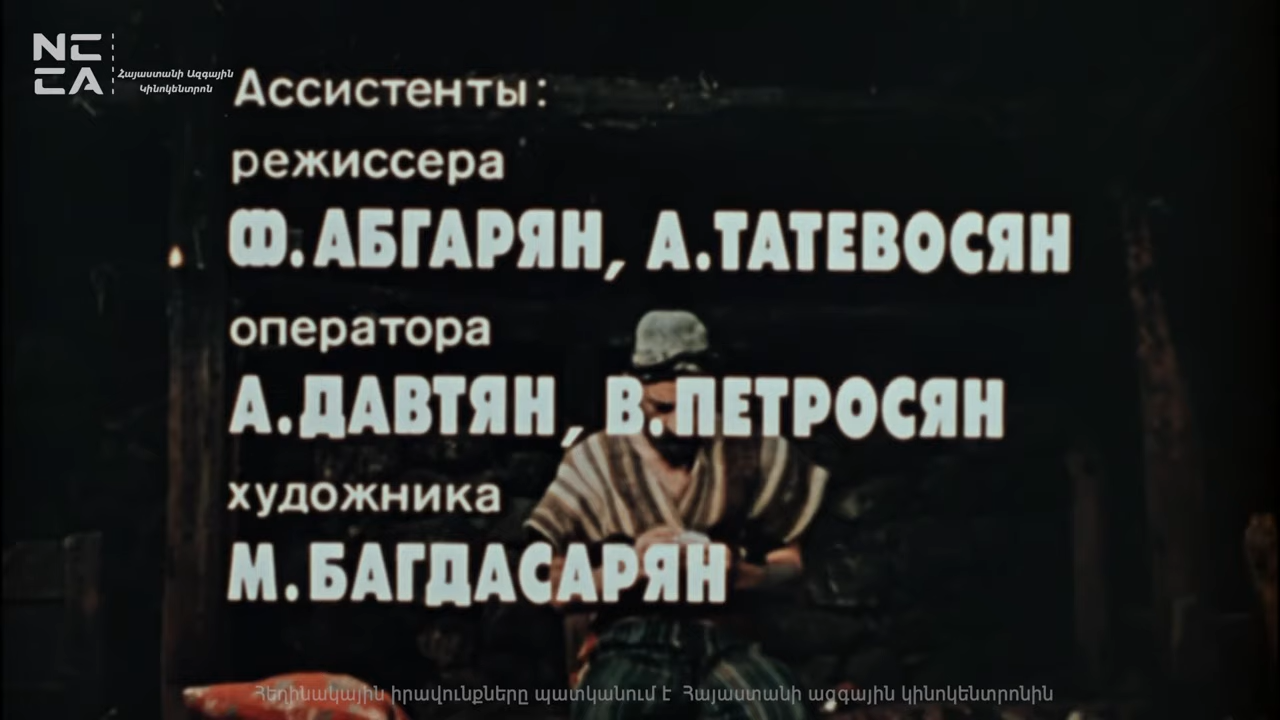 NC
CA
Հայաստանի Ազգային
Կինոկենտրոն
Ассистенты:
режиссера
Ф. АБГАРЯН, А. ТАТЕВОСЯН
оператора
А. ДАВТЯН, В. ПЕТРОСЯН
художника
М. БАГДАСАРЯН
Հեղինակային իրավունքները պատկանում է Հայաստանի ազգային կինոկենտրոնին